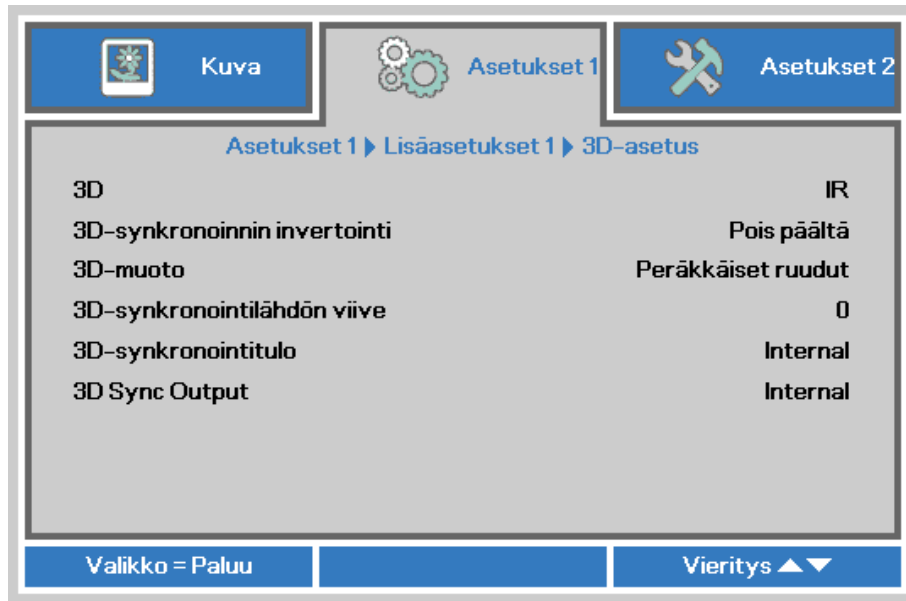 Kuva
Asetukset 1
Asetukset 2
Asetukset 1 ▶ Lisäasetukset 1 ▶ 3D-asetus
3D IR
3D-synkronoinnin invertointi Pois päältä
3D-muoto Peräkkäiset ruudut
3D-synkronointilähdön viive 0
3D-synkronointitulo Internal
3D Sync Output Internal
Valikko = Paluu
Vieritys ▲▼